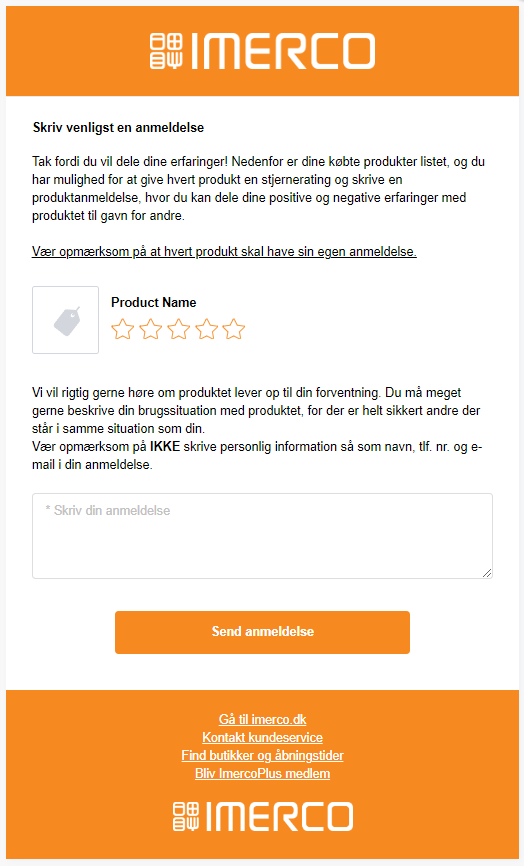 IMERCO
Skriv venligst en anmeldelse
Tak fordi du vil dele dine erfaringer! Nedenfor er dine købte produkter listet, og du
har mulighed for at give hvert produkt en stjernerating og skrive en
produktanmeldelse, hvor du kan dele dine positive og negative erfaringer med
produktet til gavn for andre.
Vær opmærksom på at hvert produkt skal have sin egen anmeldelse.
Product Name
Vi vil rigtig gerne høre om produktet lever op til din forventning. Du må meget
gerne beskrive din brugssituation med produktet, for der er helt sikkert andre der
står i samme situation som din.
Vær opmærksom på IKKE skrive personlig information så som navn, tlf. nr. og e-
mail i din anmeldelse.
* Skriv din anmeldelse
Send anmeldelse
Gå til imerco.dk
Kontakt kundeservice
Find butikker og åbningstider
Bliv ImercoPlus medlem
IMERCO